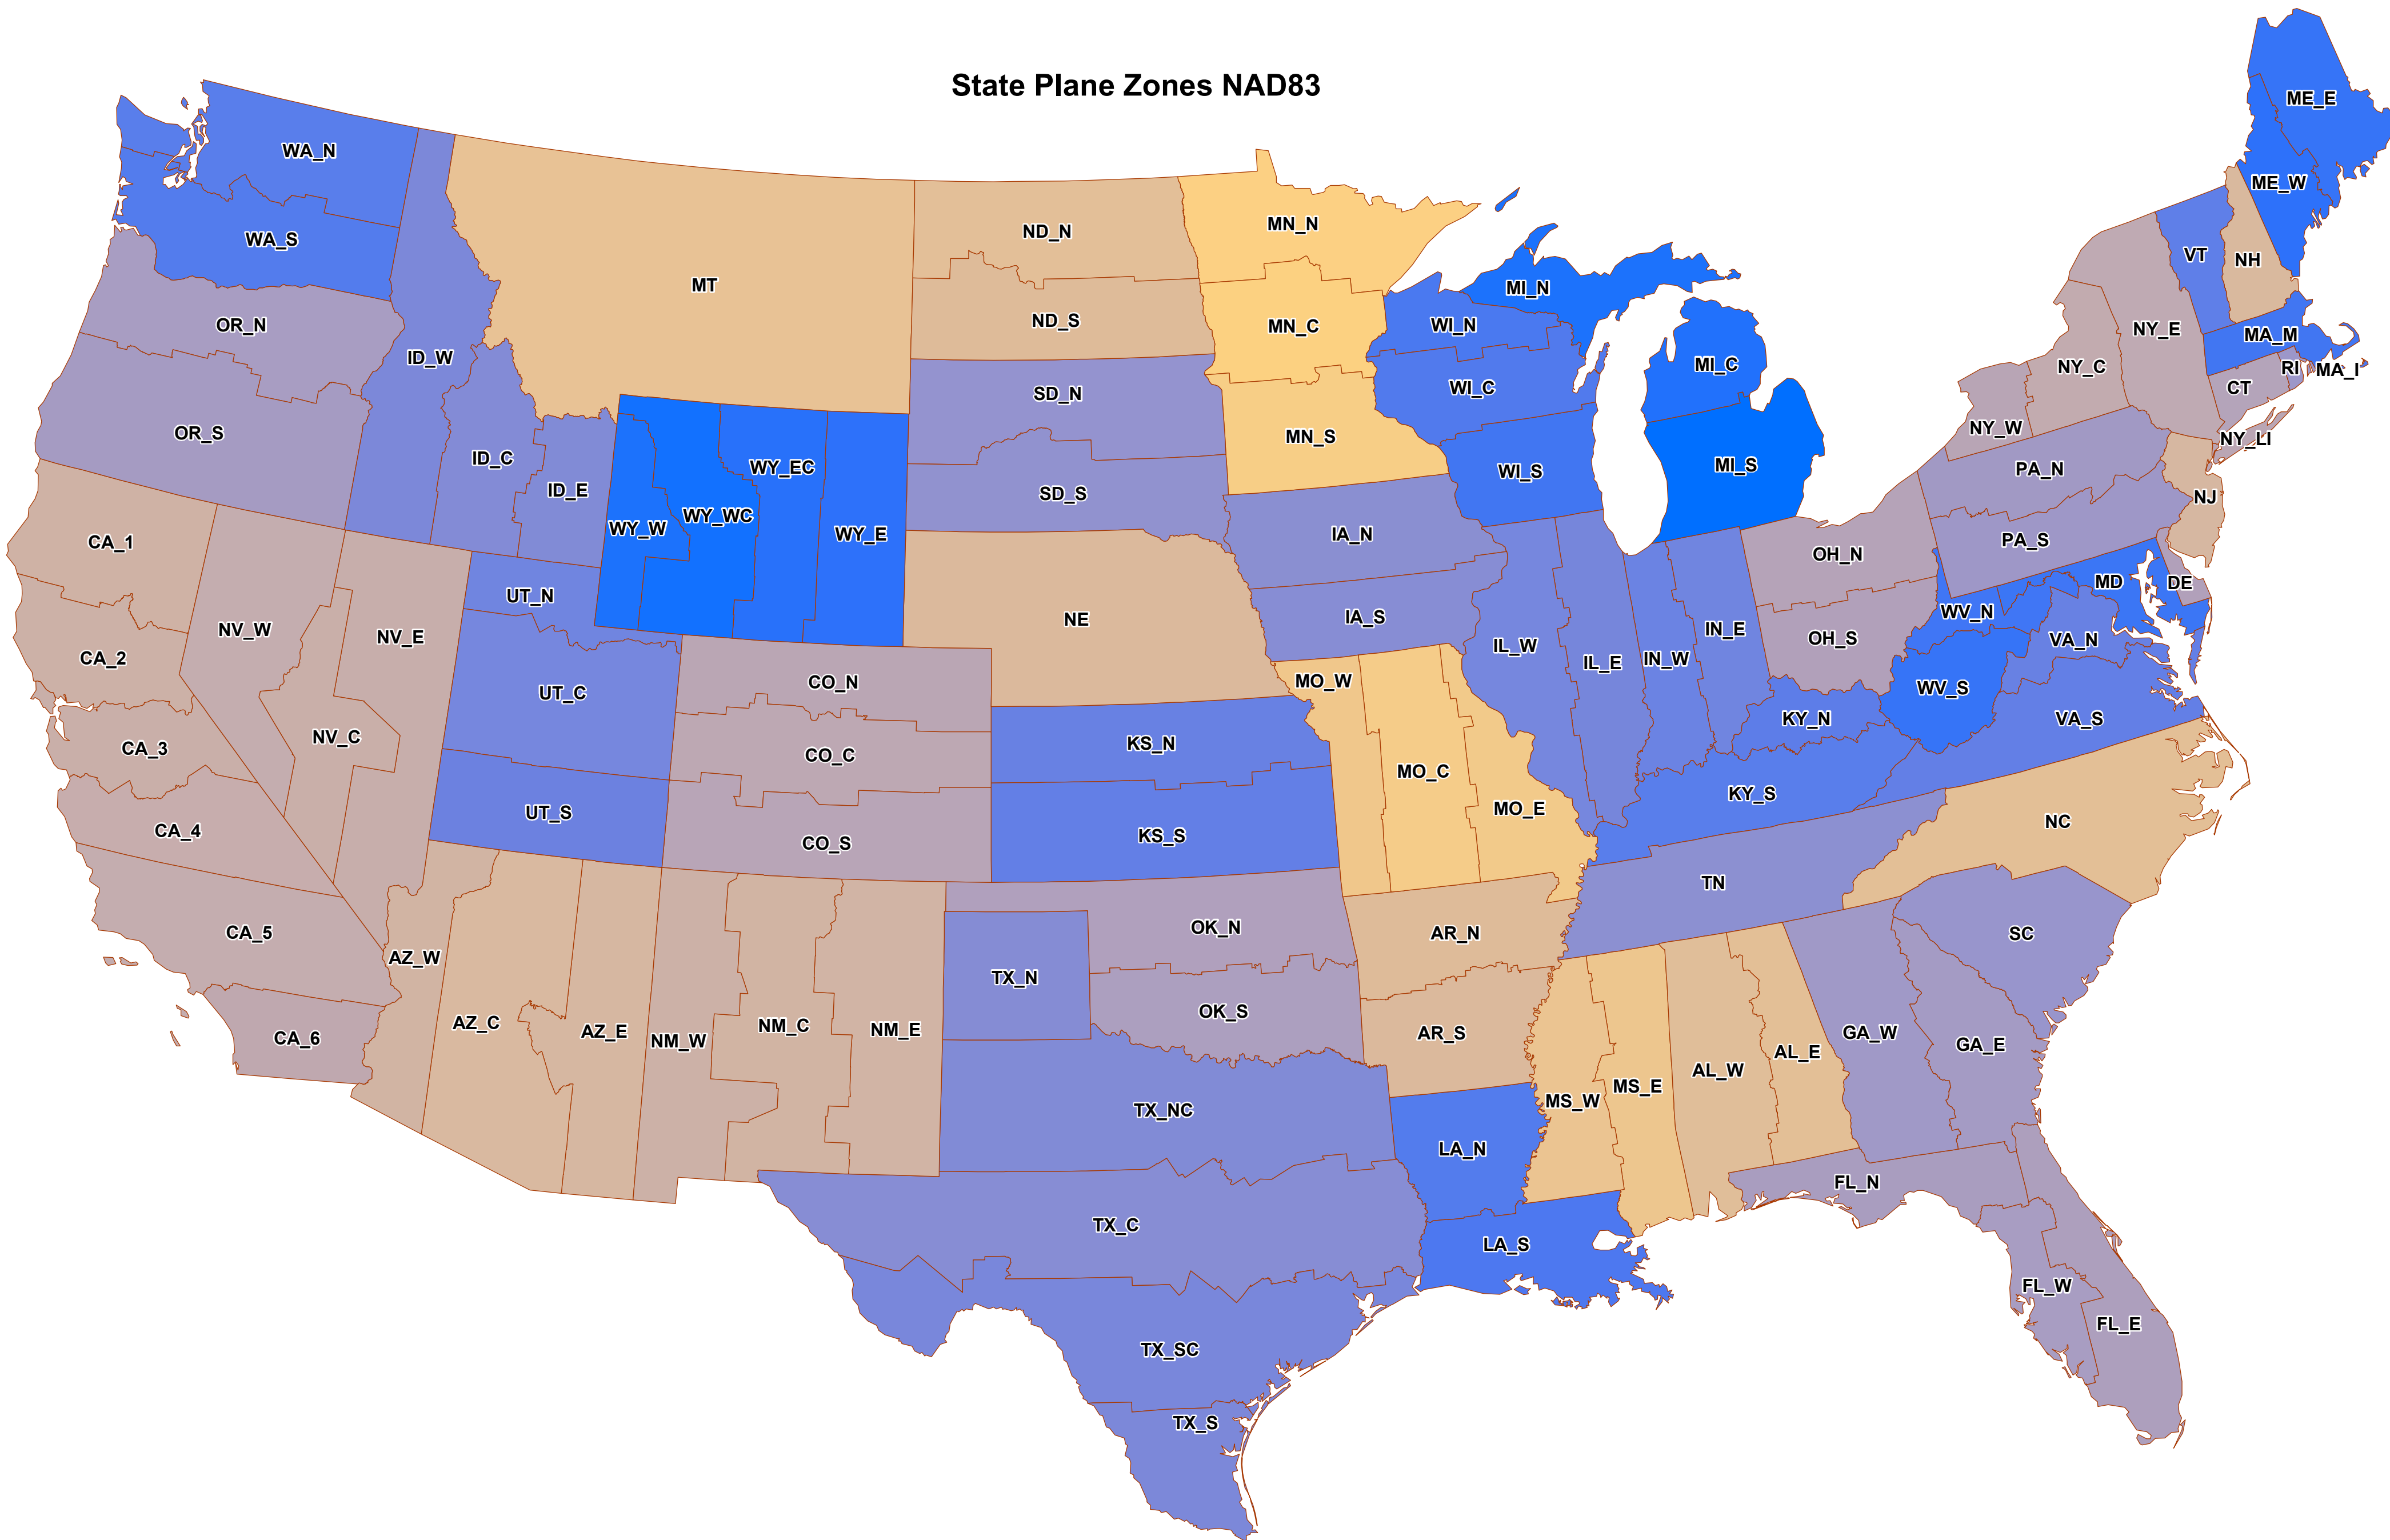 State Plane Zones NAD83
ME_E
WA_N
ME_W
MN_N
ND_N
WA_S
VT
NH
MT
MI_N
ND_S
OR_N
MN_C
WI_N
NY_E
MA_M
ID_W
MI_C
NY_C
RI
MA_I
WI_C
CT
SD_N
OR_S
MN_S
NY_W
NY_LI
ID_C
WY_EC
MI_S
WI_S
PA_N
ID_E
SD_S
NJ
WY_WC
WY_W
WY_E
IA_N
CA_1
PA_S
OH_N
MD
DE
UT_N
WV_N
NE
IA_S
NV_W
NV_E
IN_E
OH_S
VA_N
IL_W
CA_2
IN_W
IL_E
CO_N
MO_W
WV_S
UT_C
KY_N
VA_S
NV_C
CA_3
KS_N
CO_C
MO_C
KY_S
UT_S
MO_E
NC
CA_4
KS_S
CO_S
TN
OK_N
CA_5
AR_N
SC
AZ_W
TX_N
OK_S
AZ_C
NM_C
AZ_E
NM_E
AR_S
GA_W
CA_6
NM_W
GA_E
AL_E
AL_W
MS_E
MS_W
TX_NC
LA_N
FL_N
TX_C
LA_S
FL_W
FL_E
TX_SC
TX_S